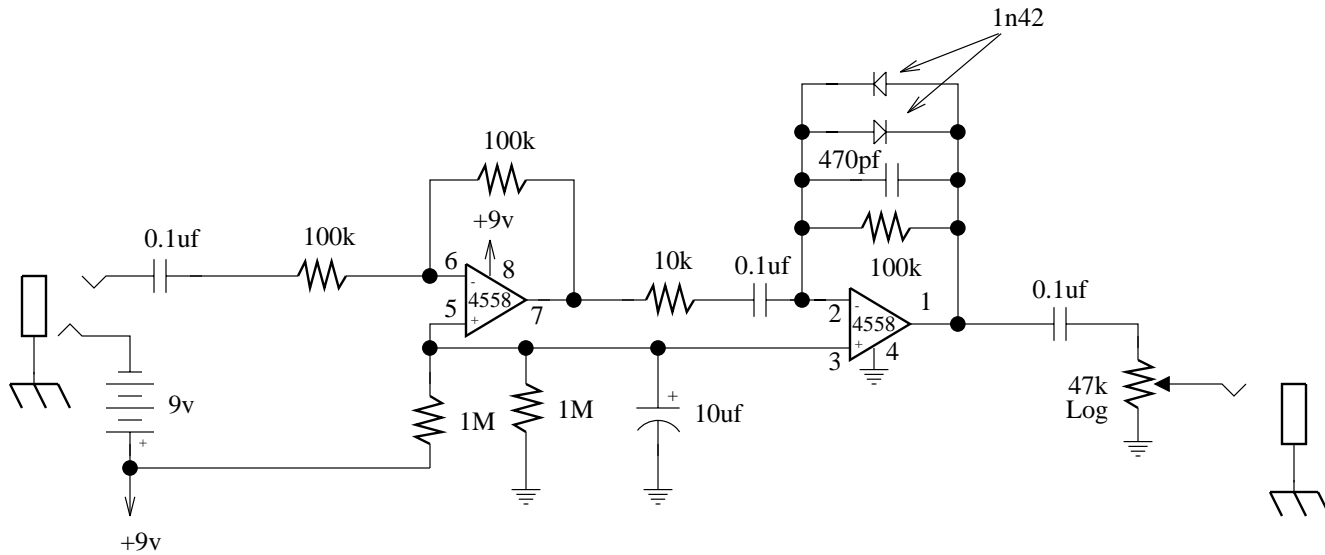 1n42
100k
470pf
+9v
0.1uf
100k
6
8
10k
0.1uf
100k
-
4558
5
+
7
2
-
4558
1
0.1uf
3
+
4
9v
+
1M
1M
+
10uf
47k
Log
+9v